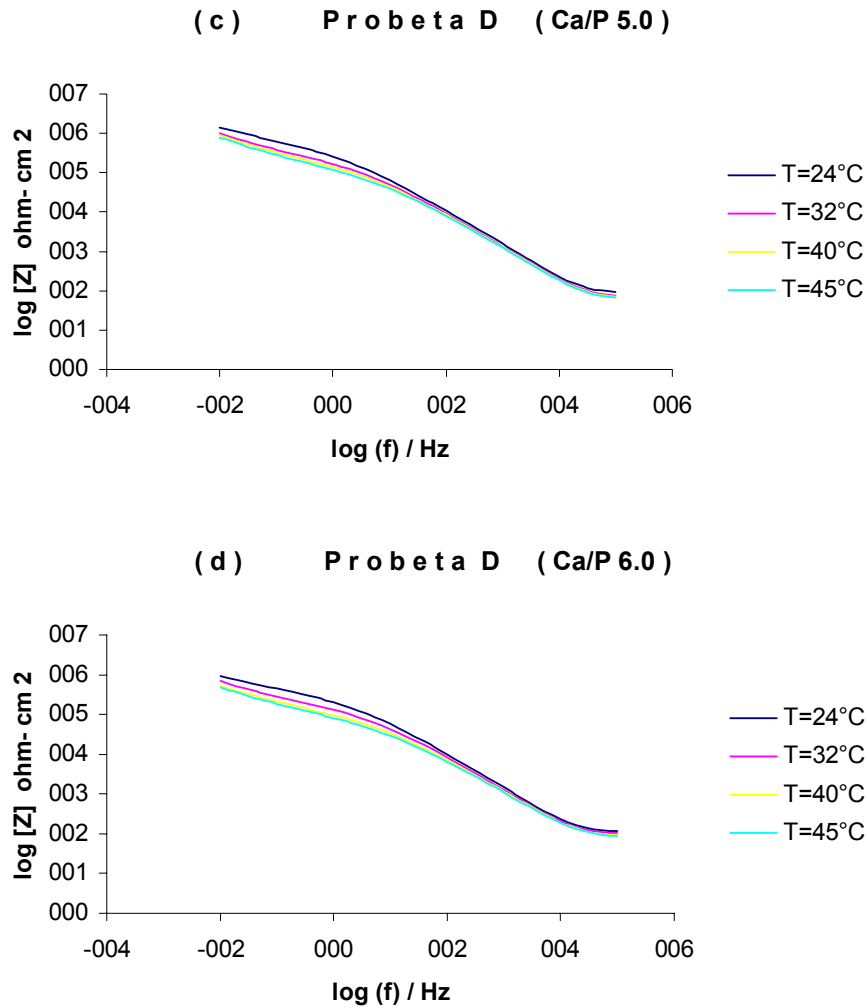 ( c ) P r o b e t a D ( Ca/P 5.0 )
007
006
005
004
003
002
001
000
log [Z] ohm- cm 2
-004 -002 000 002 004 006
log (f) / Hz
T=24°C
T=32°C
T=40°C
T=45°C
( d ) P r o b e t a D ( Ca/P 6.0 )
007
006
005
004
003
002
001
000
log [Z] ohm- cm 2
-004 -002 000 002 004 006
log (f) / Hz
T=24°C
T=32°C
T=40°C
T=45°C